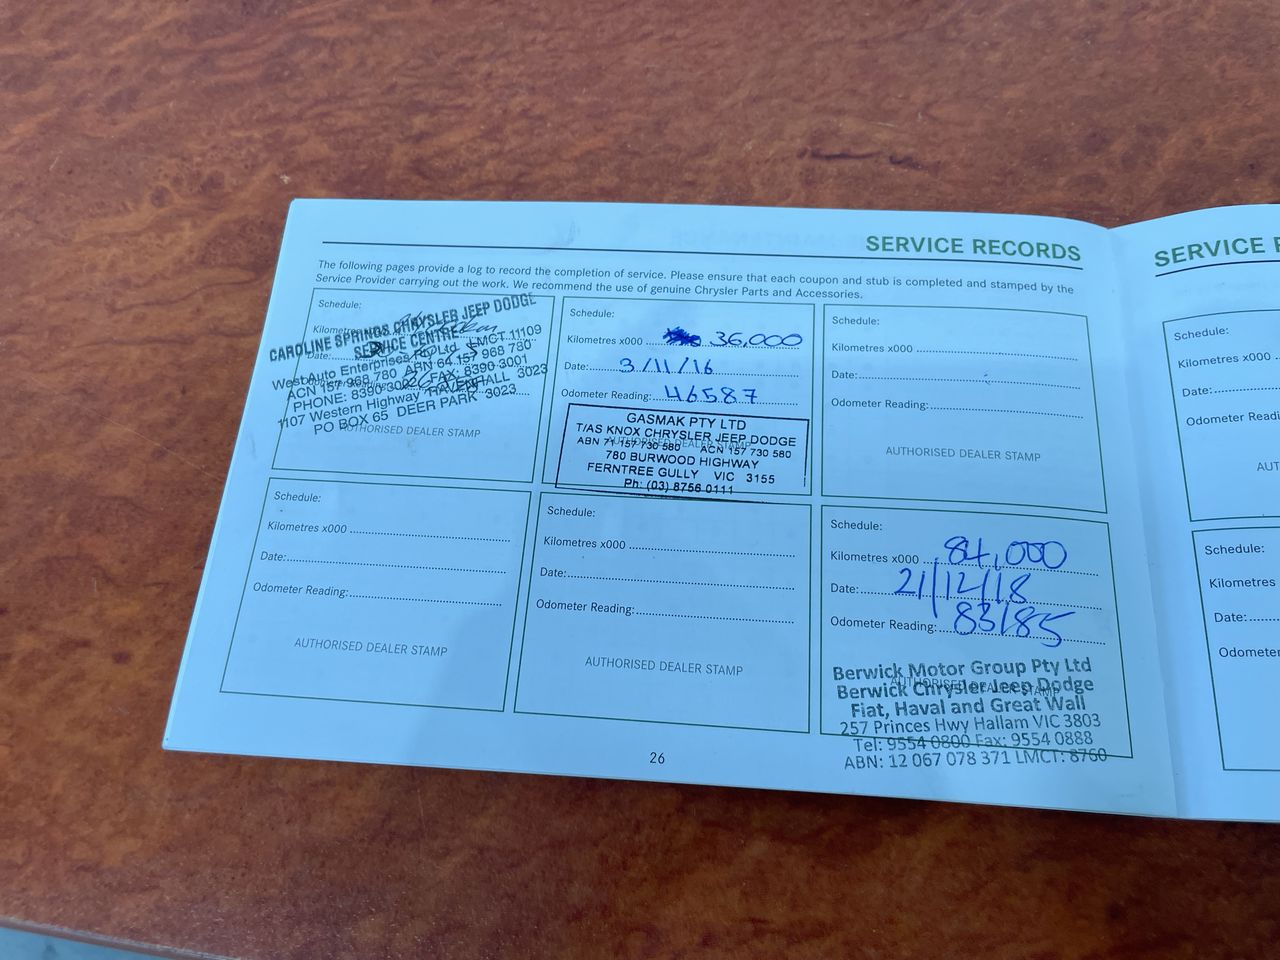 SERVICE RECORDS
The following pages provide a log to record the completion of service. Please ensure that each coupon and stub is completed and stamped by the
Service Provider carrying out the work. We recommend the use of genuine Chrysler Parts and Accessories.
Schedule:
Kilometres
Date:
CAROLINE SPRINGS CHRYSLER JEEP DODGE
SERVICE CENTRE
WestAuto Enterprises Pty Ltd LMCT 11109
ACN 157 968 780 ABN 64 157 968 780
PHONE: 8390 3002 FAX: 8390 3001
1107 Western Highway RAVENHALL 3023
PO BOX 65 DEER PARK 3023
AUTHORISED DEALER STAMP
Schedule:
Kilometres x000 36,000
Date: 3/11/16
Odometer Reading: 46587
GASMAK PTY LTD
T/AS KNOX CHRYSLER JEEP DODGE
AUTHORISED DEALER STAMP
ABN 71 157 730 580 ACN 157 730 580
780 BURWOOD HIGHWAY
FERNTREE GULLY VIC 3155
Ph: (03) 8756 0111
Schedule:
Kilometres x000
Date:
Odometer Reading:
AUTHORISED DEALER STAMP
Schedule:
Kilometres x000
Date:
Odometer Reading:
AUTHORISED DEALER STAMP
Schedule:
Kilometres x000
Date:
Odometer Reading:
AUTHORISED DEALER STAMP
Schedule:
Kilometres x000 84,000
Date: 21/12/18
Odometer Reading: 83185
Berwick Motor Group Pty Ltd
AUTHORISED DEALER STAMP
Berwick Chrysler Jeep Dodge
Fiat, Haval and Great Wall
257 Princes Hwy Hallam VIC 3803
Tel: 9554 0800 Fax: 9554 0888
ABN: 12 067 078 371 LMCT: 8760
26
SERVICE
Schedule:
Kilometres x000
Date:
Odometer Readi
Schedule:
Kilometres
Date:
Odometer